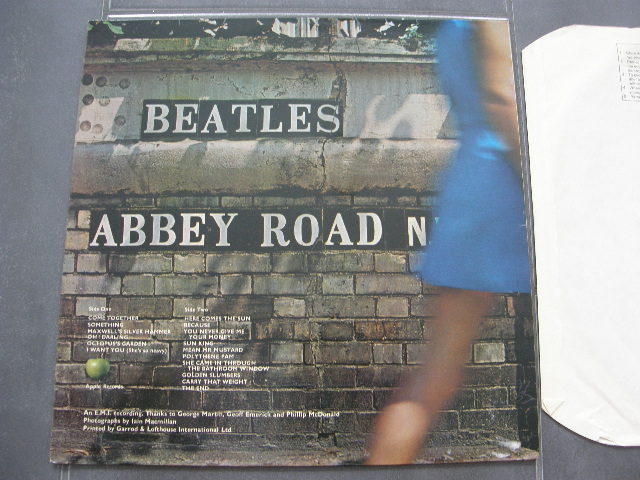 BEATLES
ABBEY ROAD N
Side One
COME TOGETHER
SOMETHING
MAXWELL'S SILVER HAMMER
OH! DARLING
OCTOPUS'S GARDEN
I WANT YOU (She's so heavy)
Side Two
HERE COMES THE SUN
BECAUSE
YOU NEVER GIVE ME
YOUR MONEY
SUN KING
MEAN MR MUSTARD
POLYTHENE PAM
SHE CAME IN THROUGH
THE BATHROOM WINDOW
GOLDEN SLUMBERS
CARRY THAT WEIGHT
THE END
Apple Records
An E.M.I. recording. Thanks to George Martin, Geoff Emerick and Phillip McDonald
Photographs by Iain Macmillan
Printed by Garrod & Lofthouse International Ltd